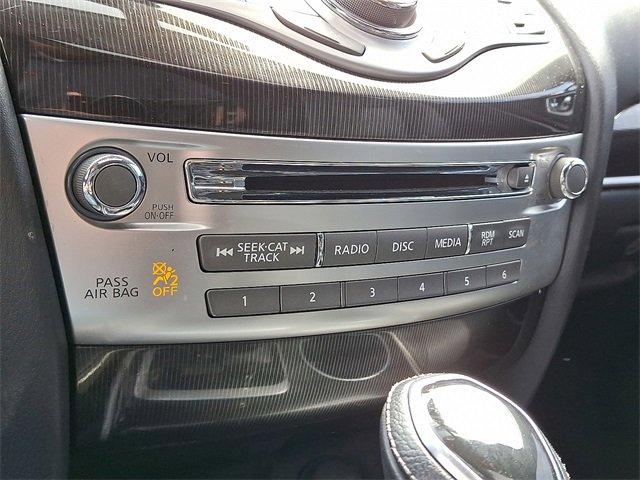 VOL
PUSH
ON·OFF
SEEK·CAT
TRACK
RADIO
DISC
MEDIA
RDM
RPT
SCAN
PASS
AIR BAG
2
OFF
1
2
3
4
5
6